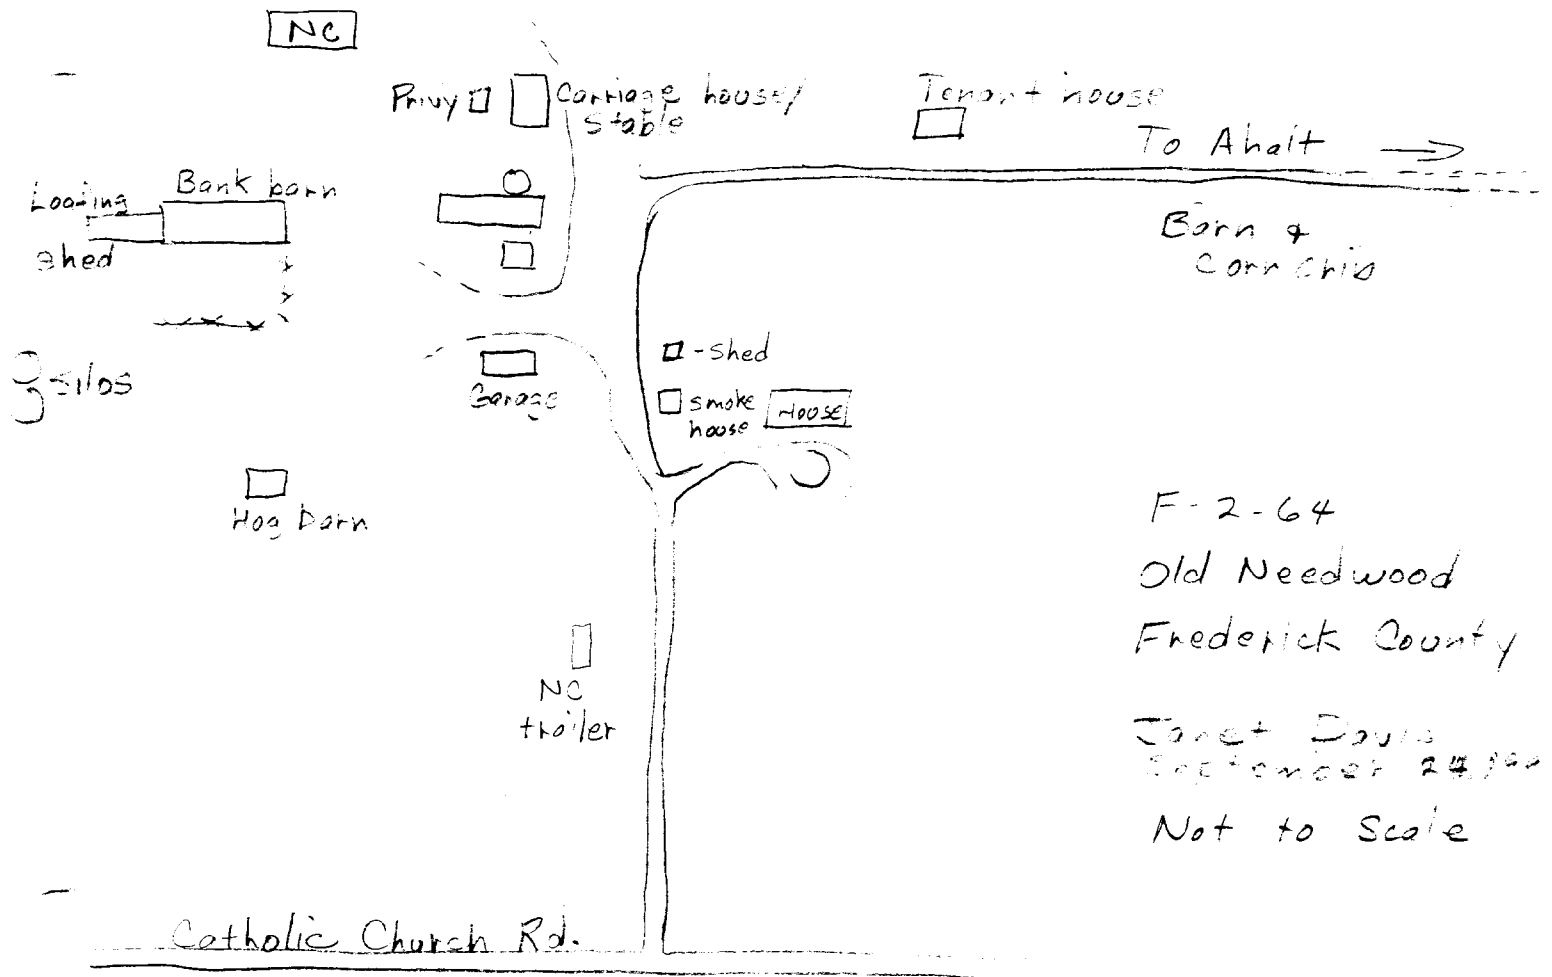 NC
Privy
Carriage house/
Stable
Tenant house
To Ahalt
Bank barn
Loafing
shed
Barn &
Corn Crib
-shed
silos
Garage
smoke
house
House
Hog barn
F-2-64
Old Needwood
Frederick County
NC
trailer
Janet Davis
September
Not to Scale
Catholic Church Rd.